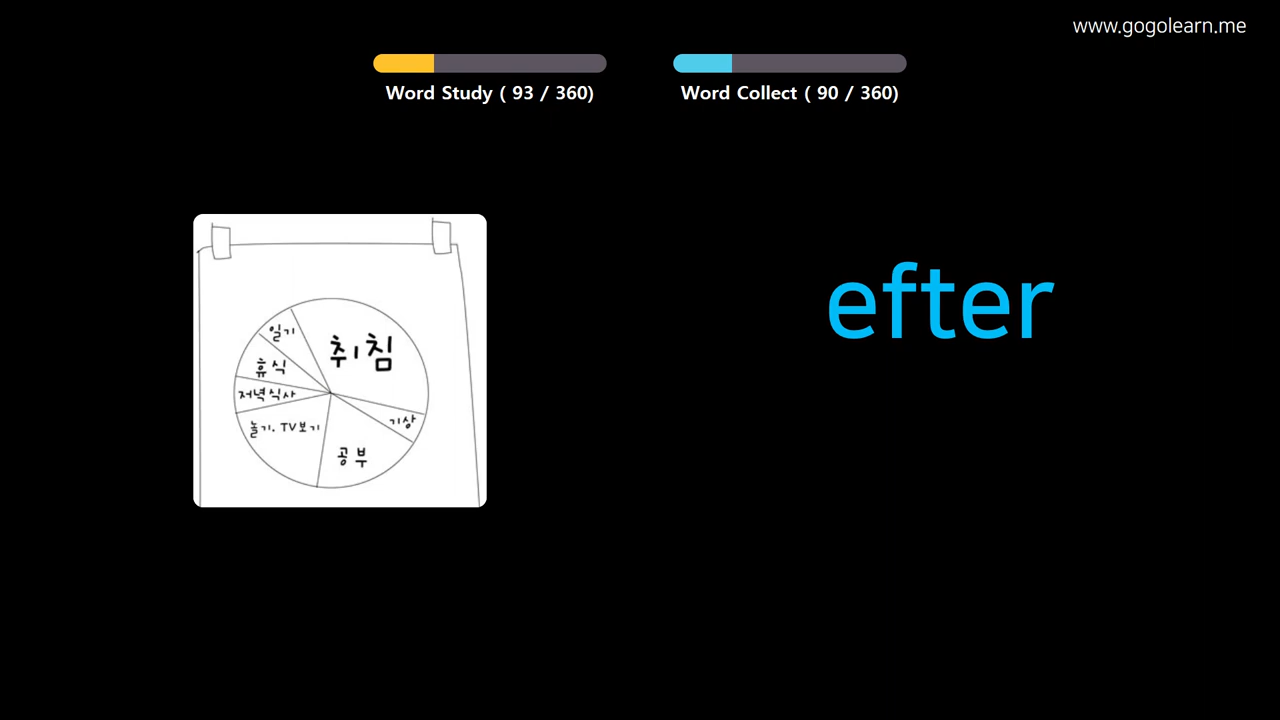 www.gogolearn.me
Word Study ( 93 / 360)
Word Collect ( 90 / 360)
efter
일기
취침
휴식
저녁식사
기상
놀기. TV보기
공부